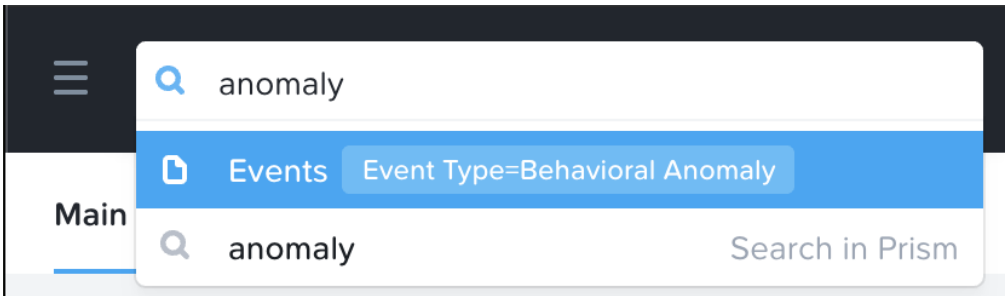 anomaly
Events Event Type=Behavioral Anomaly
Main
anomaly Search in Prism